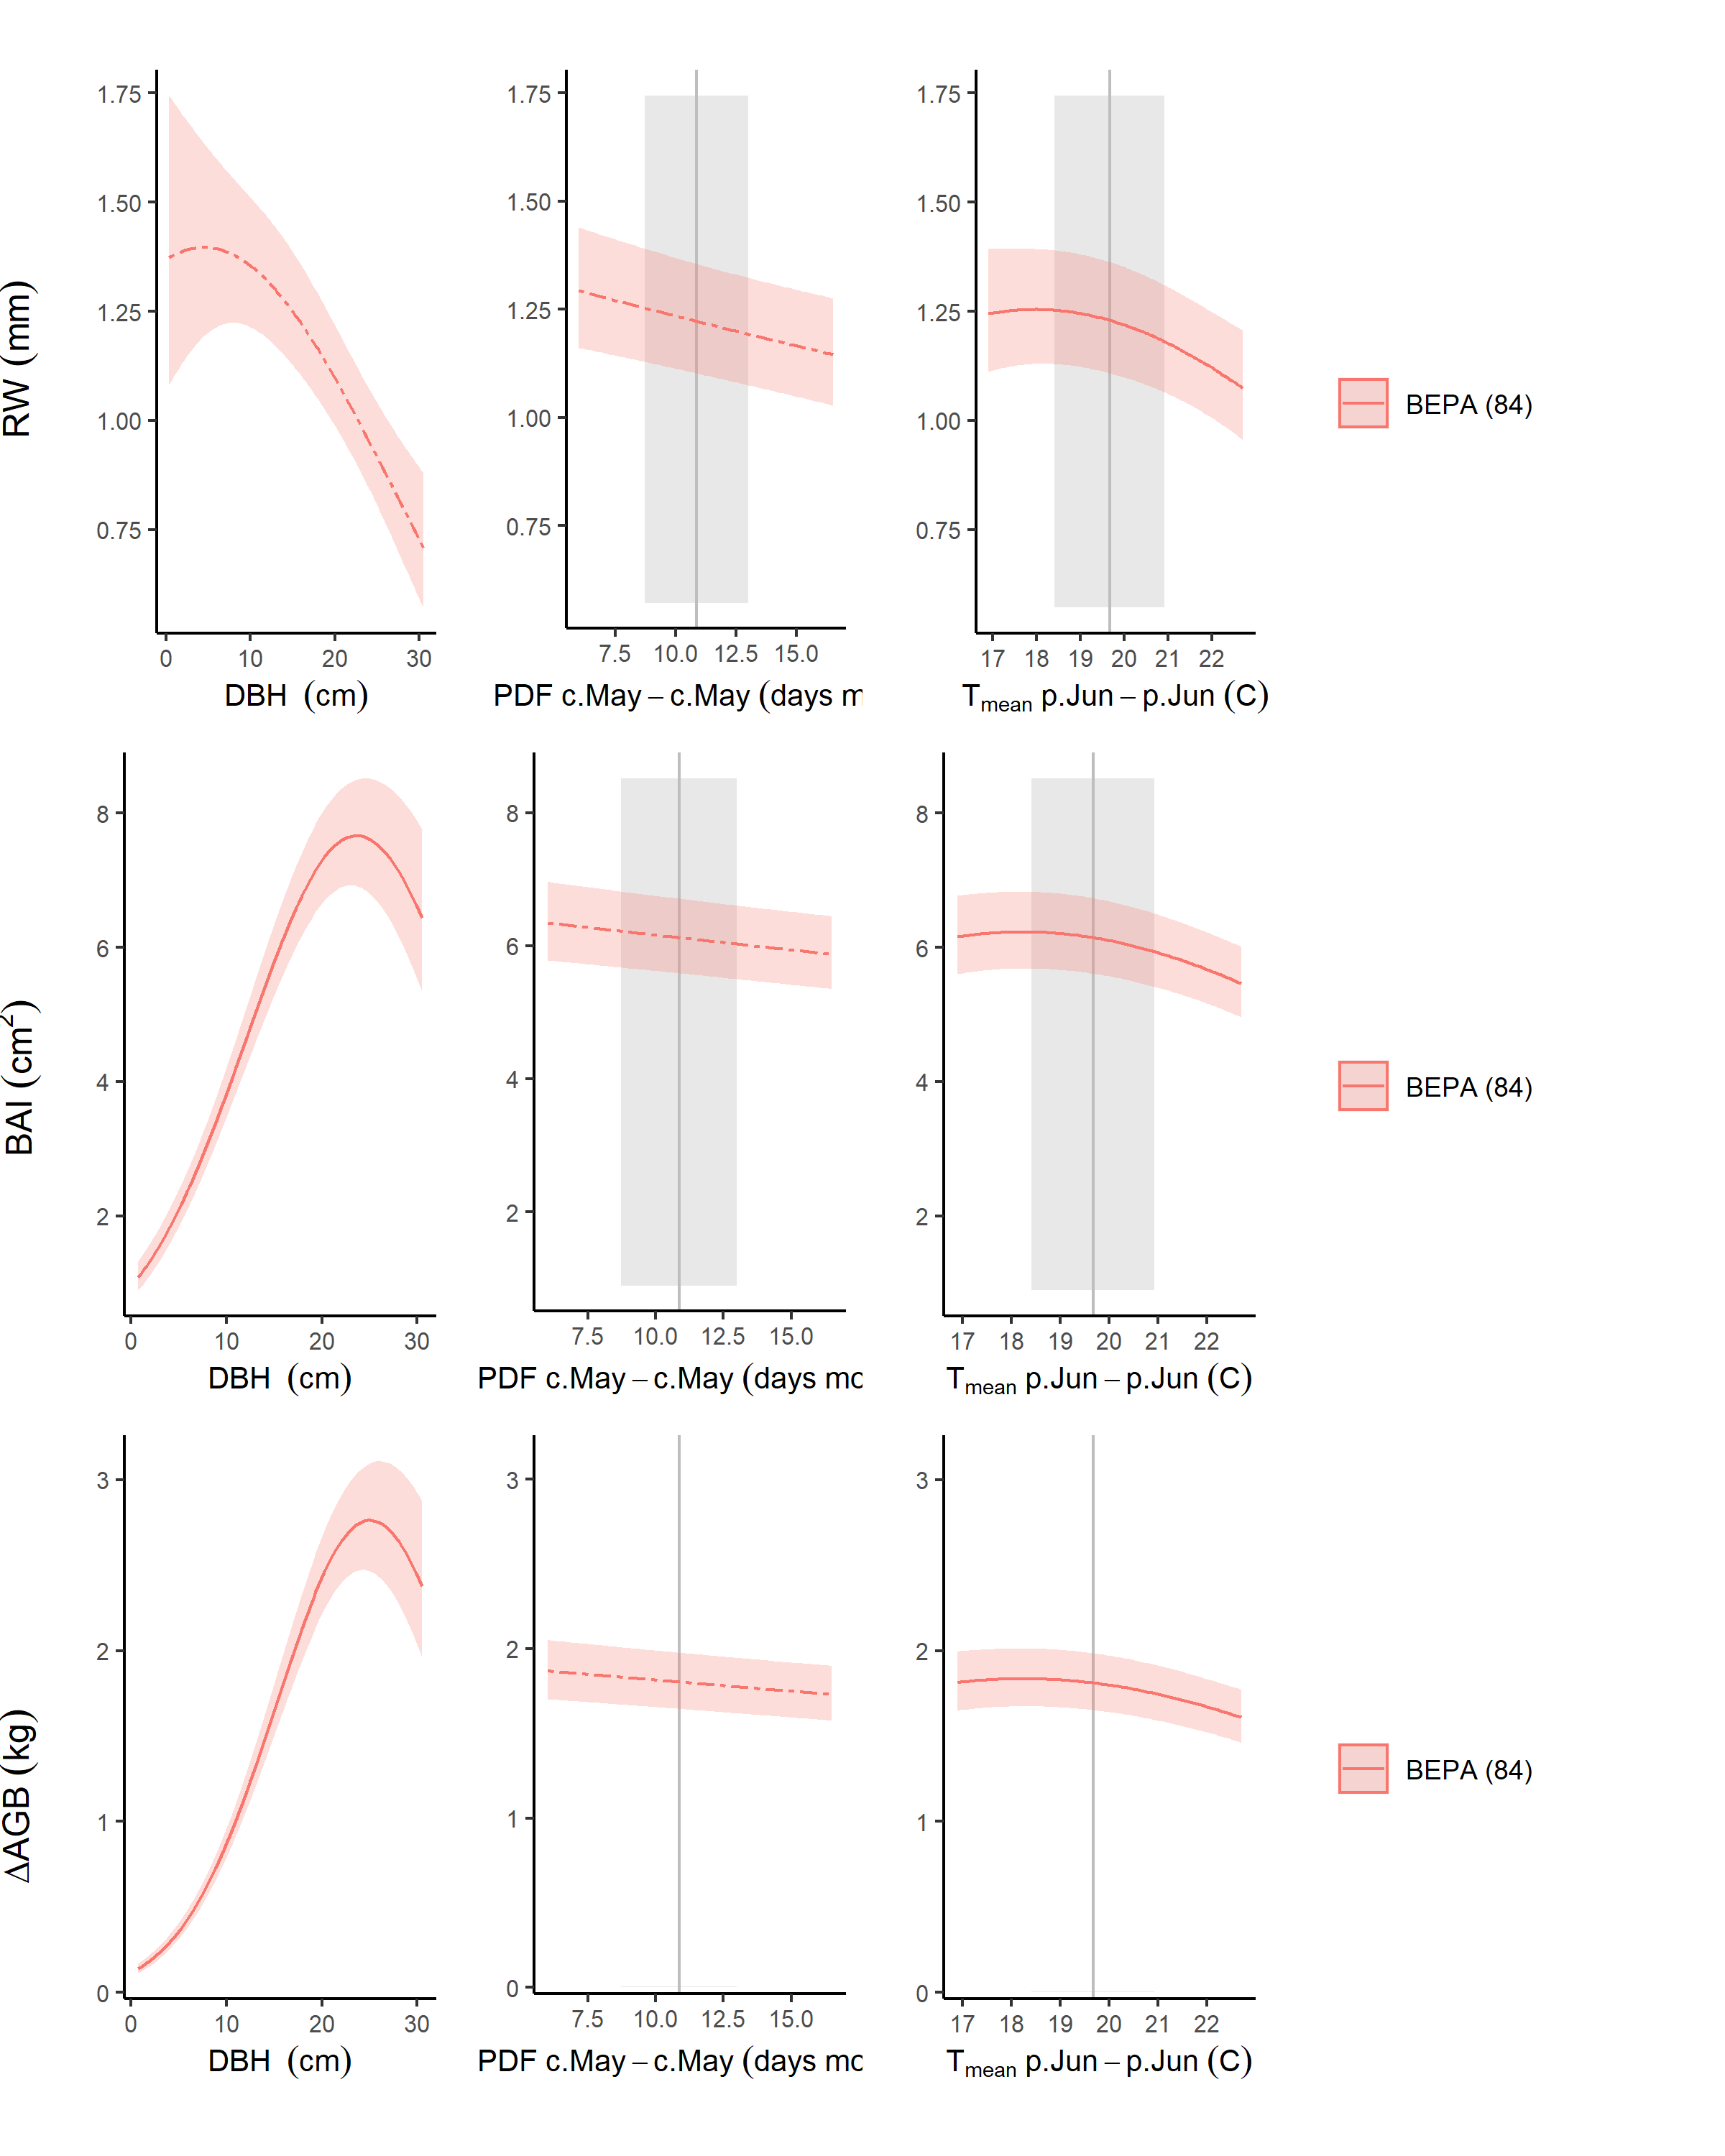 RW (mm)
1.75
1.50
1.25
1.00
0.75
0 10 20 30
DBH (cm)
1.75
1.50
1.25
1.00
0.75
7.5 10.0 12.5 15.0
PDF c.May – c.May (days m
1.75
1.50
1.25
1.00
0.75
17 18 19 20 21 22
Tmean p.Jun – p.Jun (C)
BEPA (84)
BAI (cm²)
8
6
4
2
0 10 20 30
DBH (cm)
8
6
4
2
7.5 10.0 12.5 15.0
PDF c.May – c.May (days mo
8
6
4
2
17 18 19 20 21 22
Tmean p.Jun – p.Jun (C)
BEPA (84)
ΔAGB (kg)
3
2
1
0
0 10 20 30
DBH (cm)
3
2
1
0
7.5 10.0 12.5 15.0
PDF c.May – c.May (days mo
3
2
1
0
17 18 19 20 21 22
Tmean p.Jun – p.Jun (C)
BEPA (84)